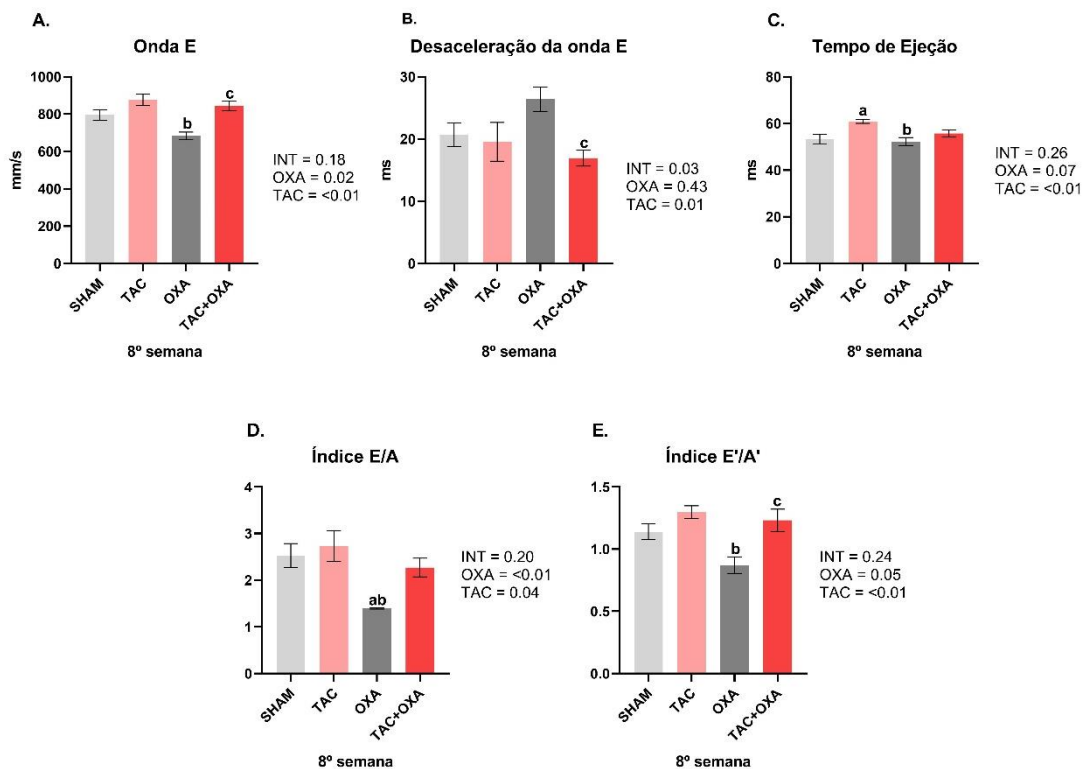 A.
Onda E
1000
800
600
400
200
0
mm/s
b
c
INT = 0.18
OXA = 0.02
TAC = <0.01
SHAM
TAC
OXA
TAC+OXA
8º semana
B.
Desaceleração da onda E
30
20
10
0
ms
c
INT = 0.03
OXA = 0.43
TAC = 0.01
SHAM
TAC
OXA
TAC+OXA
8º semana
C.
Tempo de Ejeção
80
60
40
20
0
ms
a
b
INT = 0.26
OXA = 0.07
TAC = <0.01
SHAM
TAC
OXA
TAC+OXA
8º semana
D.
Índice E/A
4
3
2
1
0
ab
INT = 0.20
OXA = <0.01
TAC = 0.04
SHAM
TAC
OXA
TAC+OXA
8º semana
E.
Índice E'/A'
1.5
1.0
0.5
0.0
b
c
INT = 0.24
OXA = 0.05
TAC = <0.01
SHAM
TAC
OXA
TAC+OXA
8º semana